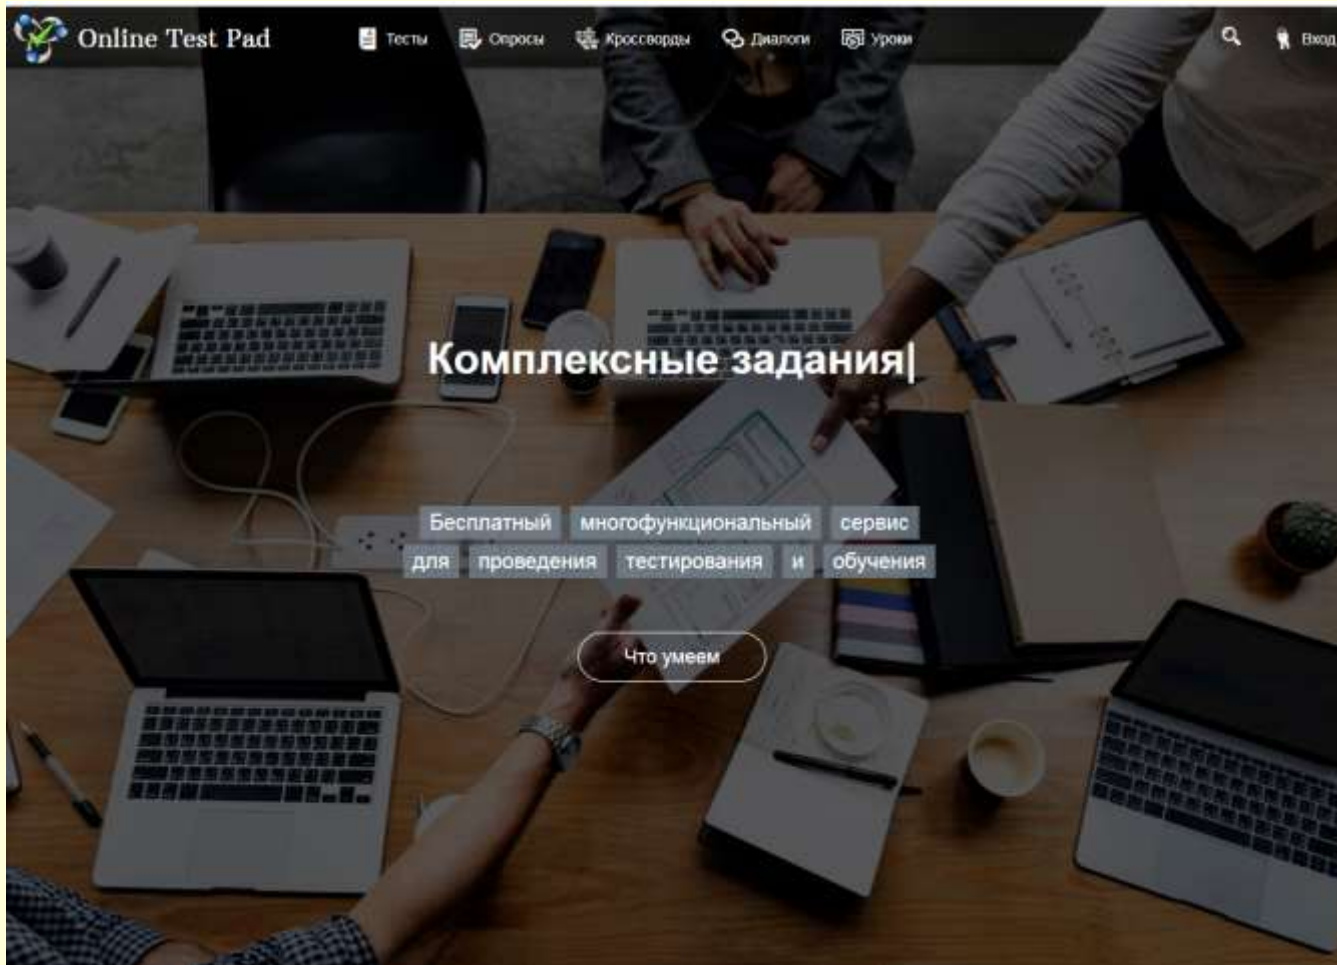 Online Test Pad
Тесты
Опросы
Кроссворды
Диалоги
Уроки
Вход
Комплексные задания|
Бесплатный многофункциональный сервис
для проведения тестирования и обучения
Что умеем